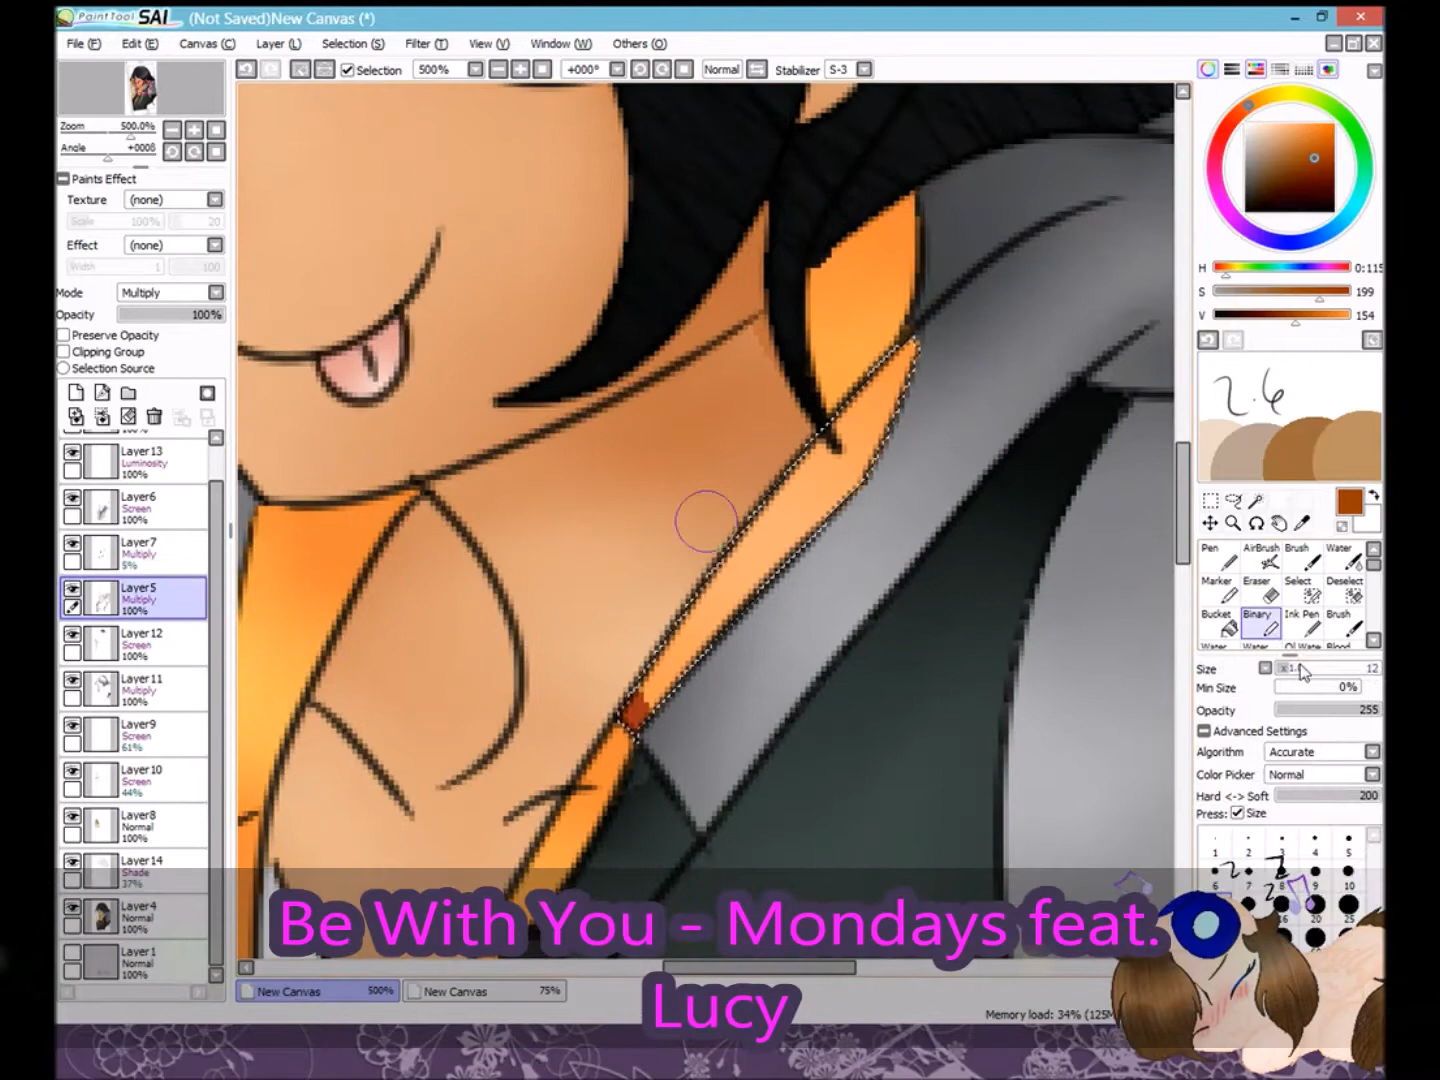 PaintTool SAI (Not Saved)New Canvas (*)
File (F) Edit (E) Canvas (C) Layer (L) Selection (S) Filter (T) View (V) Window (W) Others (O)
Selection 500% +000° Normal Stabilizer S-3
Zoom 500.0%
Angle +000ß
Paints Effect
Texture (none)
Scale 100% 20
Effect (none)
Width 1 100
Mode Multiply
Opacity 100%
Preserve Opacity
Clipping Group
Selection Source
Layer13
Luminosity
100%
Layer6
Screen
100%
Layer7
Multiply
5%
Layer5
Multiply
100%
Layer12
Screen
100%
Layer11
Multiply
100%
Layer9
Screen
61%
Layer10
Screen
44%
Layer8
Normal
100%
Layer14
Shade
37%
Layer4
Normal
100%
Layer1
Normal
100%
H 0:115
S 199
V 154
2.6
Pen AirBrush Brush Water
Marker Eraser Select Deselect
Bucket Binary Ink Pen Brush
Size 12
Min Size 0%
Opacity 255
Advanced Settings
Algorithm Accurate
Color Picker Normal
Hard <-> Soft 200
Press: Size
1 2 3 4 5
6 7 8 9 10
16 20 25
New Canvas 500% New Canvas 75%
Memory load: 34% (125M
Be With You - Mondays feat.
Lucy